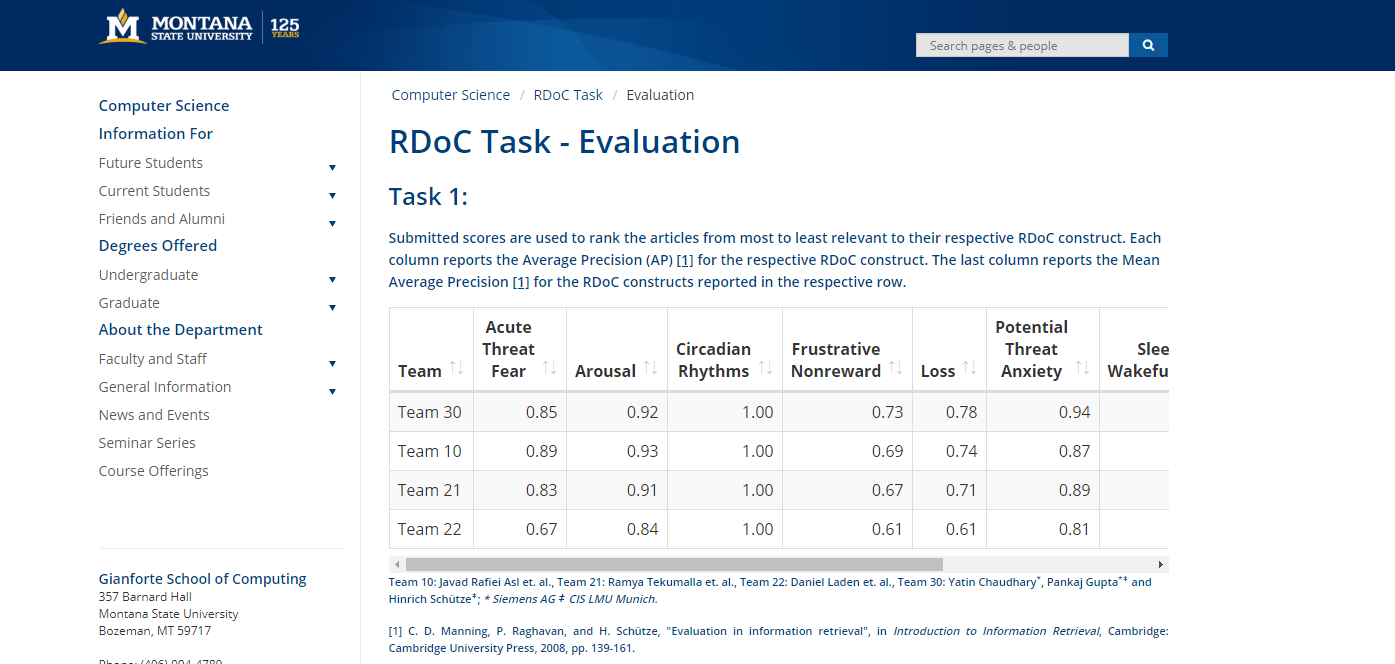 MONTANA
STATE UNIVERSITY
125
YEARS
Search pages & people
Computer Science
Information For
Future Students
Current Students
Friends and Alumni
Degrees Offered
Undergraduate
Graduate
About the Department
Faculty and Staff
General Information
News and Events
Seminar Series
Course Offerings
Gianforte School of Computing
357 Barnard Hall
Montana State University
Bozeman, MT 59717
Computer Science / RDoC Task / Evaluation
RDoC Task - Evaluation
Task 1:
Submitted scores are used to rank the articles from most to least relevant to their respective RDoC construct. Each
column reports the Average Precision (AP) [1] for the respective RDoC construct. The last column reports the Mean
Average Precision [1] for the RDoC constructs reported in the respective row.
Team Acute Threat Fear Arousal Circadian Rhythms Frustrative Nonreward Loss Potential Threat Anxiety Slee Wakefu
Team 30 0.85 0.92 1.00 0.73 0.78 0.94
Team 10 0.89 0.93 1.00 0.69 0.74 0.87
Team 21 0.83 0.91 1.00 0.67 0.71 0.89
Team 22 0.67 0.84 1.00 0.61 0.61 0.81
Team 10: Javad Rafiei Asl et. al., Team 21: Ramya Tekumalla et. al., Team 22: Daniel Laden et. al., Team 30: Yatin Chaudhary*, Pankaj Gupta*‡ and
Hinrich Schütze‡; * Siemens AG ‡ CIS LMU Munich.
[1] C. D. Manning, P. Raghavan, and H. Schütze, "Evaluation in information retrieval", in Introduction to Information Retrieval, Cambridge:
Cambridge University Press, 2008, pp. 139-161.